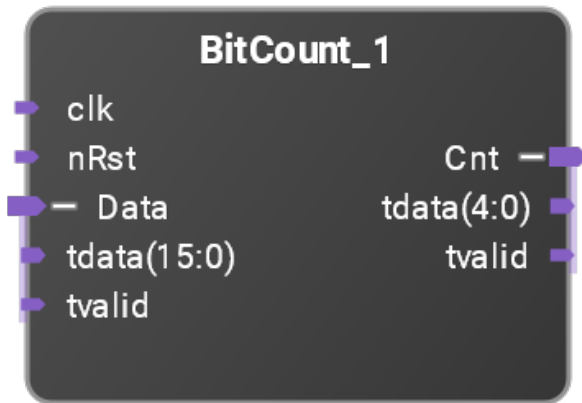 BitCount_1
clk
nRst
Data
tdata(15:0)
tvalid
Cnt
tdata(4:0)
tvalid